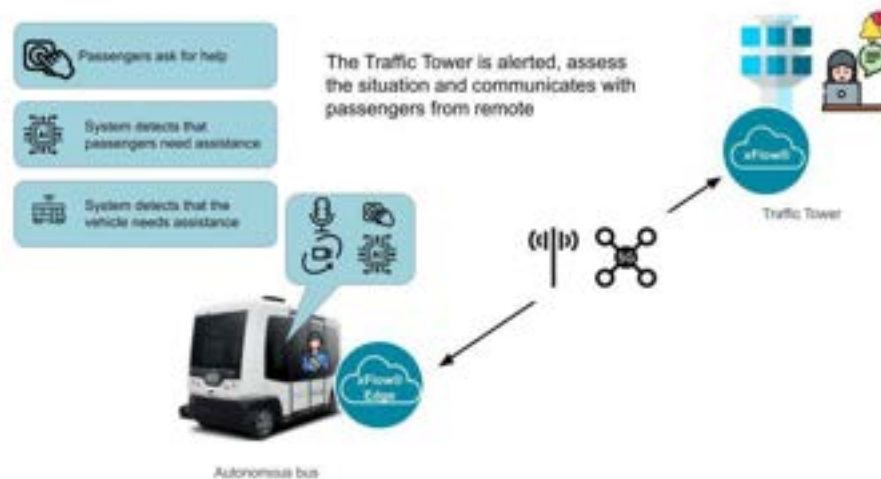 Passengers ask for help
System detects that
passengers need assistance
System detects that the
vehicle needs assistance
The Traffic Tower is alerted, assess
the situation and communicates with
passengers from remote
xFlow®
Traffic Tower
5G
xFlow®
Edge
Autonomous bus